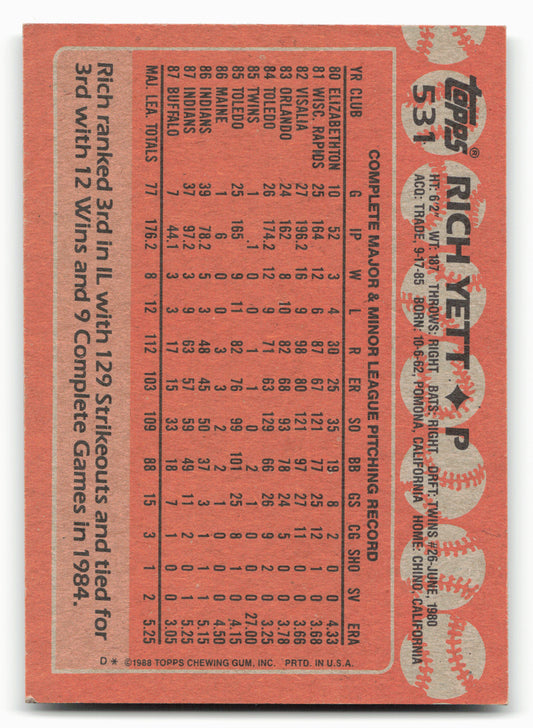 topps®
531 RICH YETT ♦ P
HT: 6'2" WT: 187 THROWS: RIGHT. BATS: RIGHT. DRFT: TWINS #26-JUNE, 1980
ACQ: TRADE, 9-17-85 BORN: 10-6-62, POMONA, CALIFORNIA HOME: CHINO, CALIFORNIA
COMPLETE MAJOR & MINOR LEAGUE PITCHING RECORD
YR CLUB G IP W L R ER SO BB GS CG SHO SV ERA
80 ELIZABETHTON 10 52 3 4 30 25 35 19 8 2 0 0 4.33
81 WISC. RAPIDS 25 164 12 6 87 67 121 77 11 1 0 3.68
82 VISALIA 27 196.2 16 9 98 80 121 97 27 11 1 0 3.66
83 ORLANDO 24 162 8 10 82 68 93 78 24 5 0 0 3.78
84 TOLEDO 26 174.2 12 9 71 63 129 66 26 9 2 0 3.25
85 TWINS 1 .1 0 0 1 1 0 2 1 0 0 0 27.00
85 TOLEDO 25 165 9 11 82 76 99 101 25 5 0 0 4.15
86 MAINE 1 6 0 1 3 3 2 2 1 0 0 0 4.50
86 INDIANS 39 78.2 5 3 48 45 50 37 3 1 1 1 5.15
87 INDIANS 37 97.2 3 9 63 57 59 49 11 2 0 1 5.25
87 BUFFALO 7 44.1 3 3 17 15 33 18 7 3.05
MAJ. LEA. TOTALS 77 176.2 8 12 112 103 109 88 15 3 1 2 5.25
D * ©1988 TOPPS CHEWING GUM, INC. PRTD. IN U.S.A.
Rich ranked 3rd in IL with 129 Strikeouts and tied for
3rd with 12 Wins and 9 Complete Games in 1984.